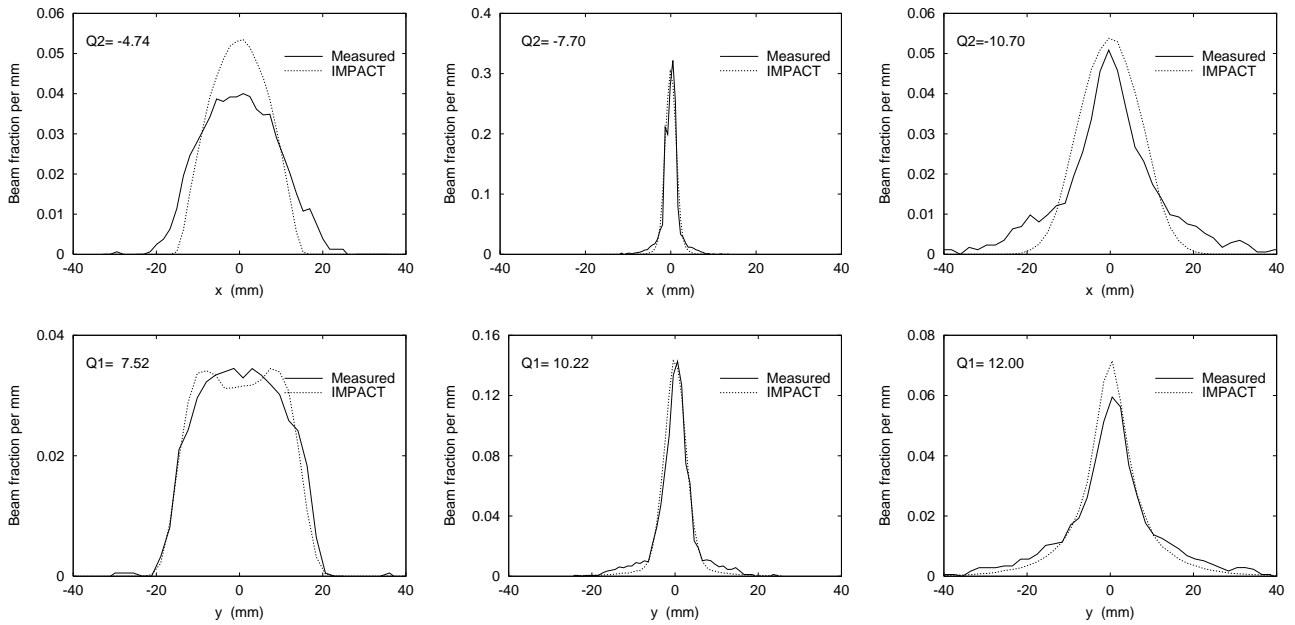 0.06
0.05
0.04
0.03
0.02
0.01
0
Beam fraction per mm
Q2= -4.74
Measured
IMPACT
-40 -20 0 20 40
x (mm)
0.4
0.3
0.2
0.1
0
Beam fraction per mm
Q2= -7.70
Measured
IMPACT
-40 -20 0 20 40
x (mm)
0.06
0.05
0.04
0.03
0.02
0.01
0
Beam fraction per mm
Q2=-10.70
Measured
IMPACT
-40 -20 0 20 40
x (mm)
0.04
0.02
0
Beam fraction per mm
Q1= 7.52
Measured
IMPACT
-40 -20 0 20 40
y (mm)
0.16
0.12
0.08
0.04
0
Beam fraction per mm
Q1= 10.22
Measured
IMPACT
-40 -20 0 20 40
y (mm)
0.08
0.06
0.04
0.02
0
Beam fraction per mm
Q1= 12.00
Measured
IMPACT
-40 -20 0 20 40
y (mm)